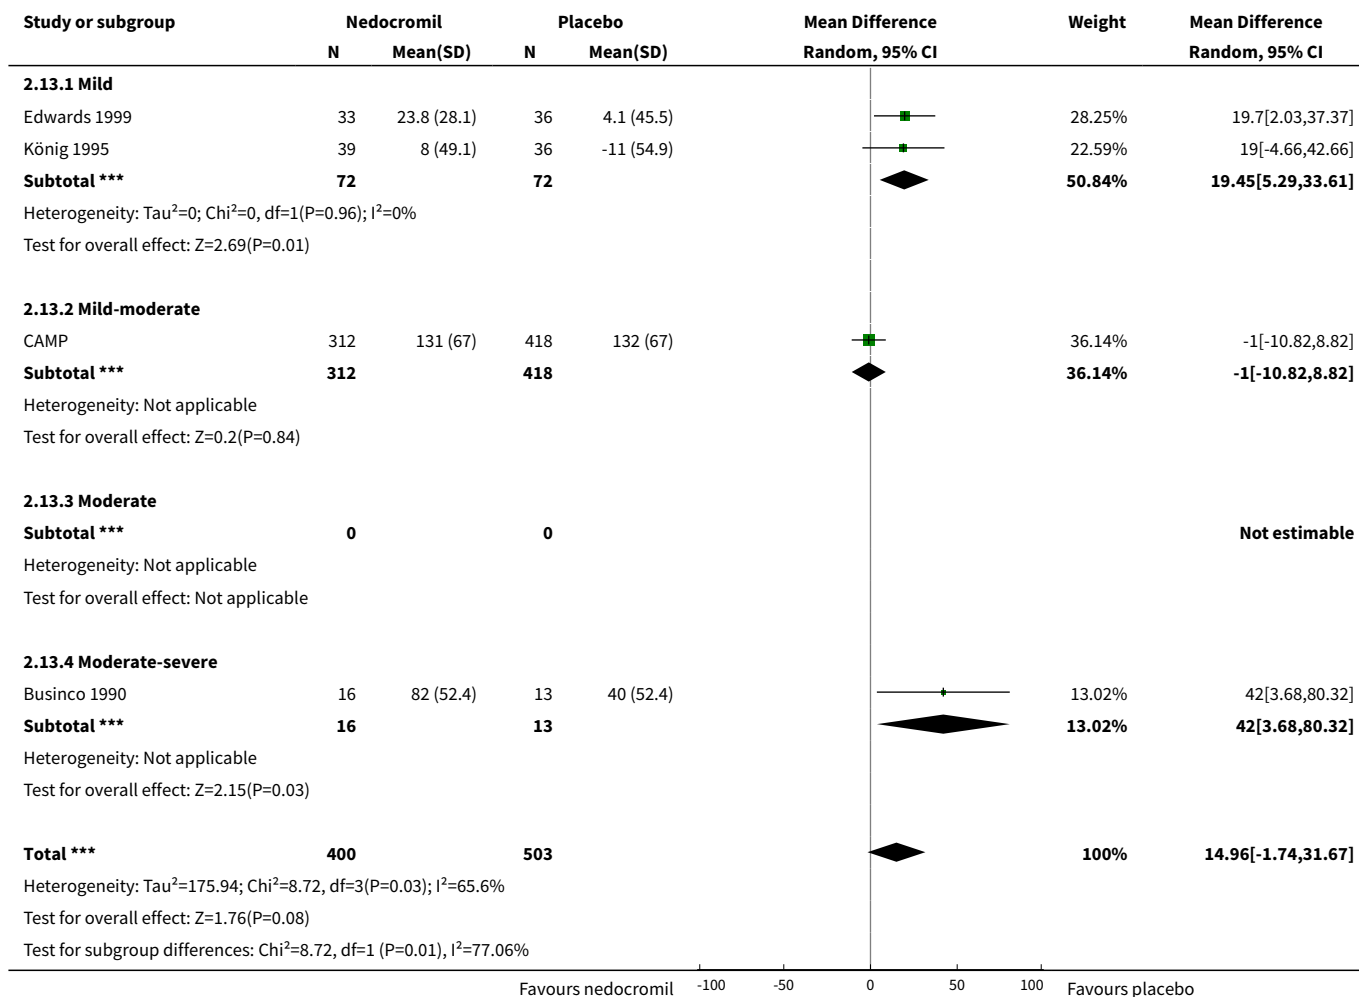 Study or subgroup Nedocromil Placebo Mean Difference Weight Mean Difference
N Mean(SD) N Mean(SD) Random, 95% CI Random, 95% CI
2.13.1 Mild
Edwards 1999 33 23.8 (28.1) 36 4.1 (45.5) 28.25% 19.7[2.03,37.37]
König 1995 39 8 (49.1) 36 -11 (54.9) 22.59% 19[-4.66,42.66]
Subtotal *** 72 72 50.84% 19.45[5.29,33.61]
Heterogeneity: Tau²=0; Chi²=0, df=1(P=0.96); I²=0%
Test for overall effect: Z=2.69(P=0.01)
2.13.2 Mild-moderate
CAMP 312 131 (67) 418 132 (67) 36.14% -1[-10.82,8.82]
Subtotal *** 312 418 36.14% -1[-10.82,8.82]
Heterogeneity: Not applicable
Test for overall effect: Z=0.2(P=0.84)
2.13.3 Moderate
Subtotal *** 0 0 Not estimable
Heterogeneity: Not applicable
Test for overall effect: Not applicable
2.13.4 Moderate-severe
Businco 1990 16 82 (52.4) 13 40 (52.4) 13.02% 42[3.68,80.32]
Subtotal *** 16 13 13.02% 42[3.68,80.32]
Heterogeneity: Not applicable
Test for overall effect: Z=2.15(P=0.03)
Total *** 400 503 100% 14.96[-1.74,31.67]
Heterogeneity: Tau²=175.94; Chi²=8.72, df=3(P=0.03); I²=65.6%
Test for overall effect: Z=1.76(P=0.08)
Test for subgroup differences: Chi²=8.72, df=1 (P=0.01), I²=77.06%
Favours nedocromil -100 -50 0 50 100 Favours placebo